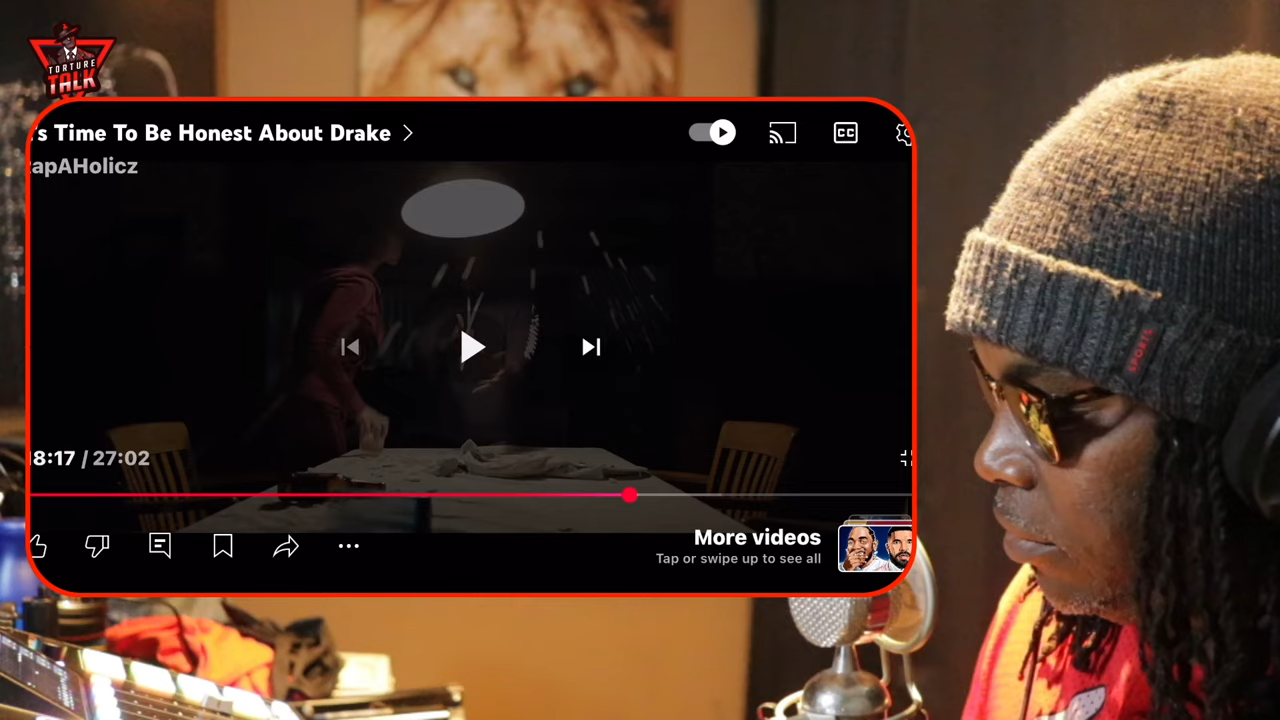 TORTURE
TALK
's Time To Be Honest About Drake
apAHolicz
8:17 / 27:02
More videos
Tap or swipe up to see all
SPORTS